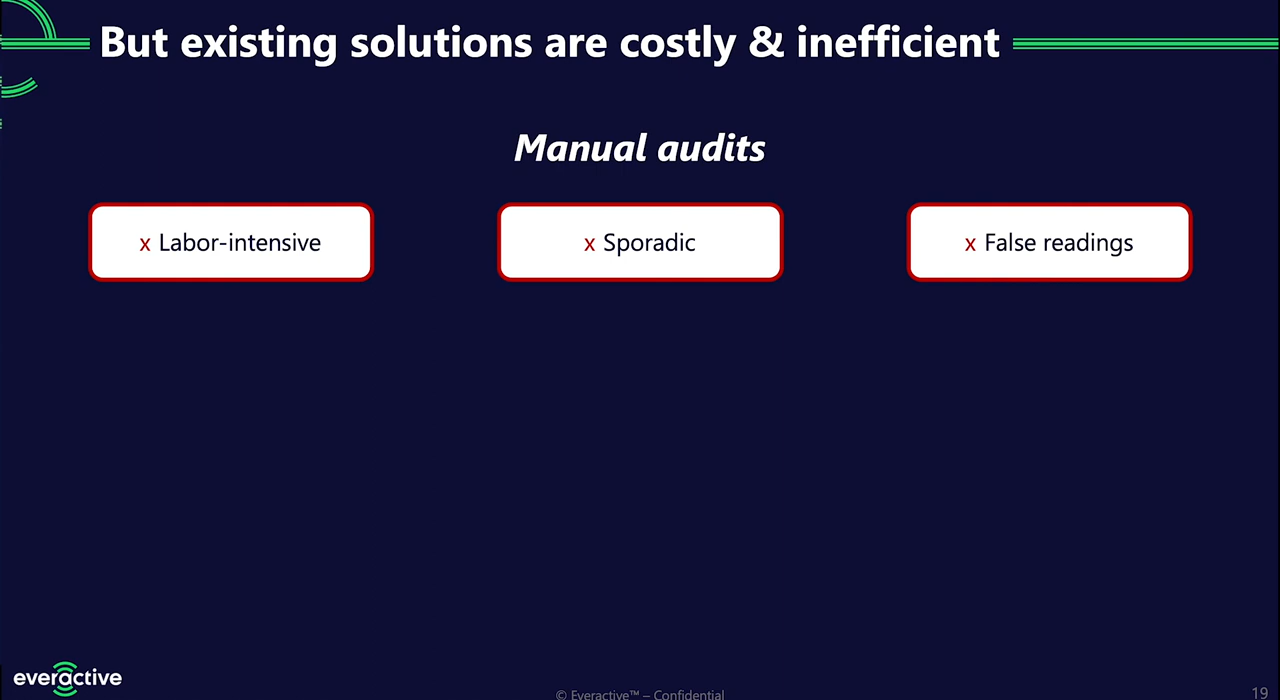 But existing solutions are costly & inefficient
Manual audits
x Labor-intensive
x Sporadic
x False readings
everactive
© Everactive™ – Confidential
19